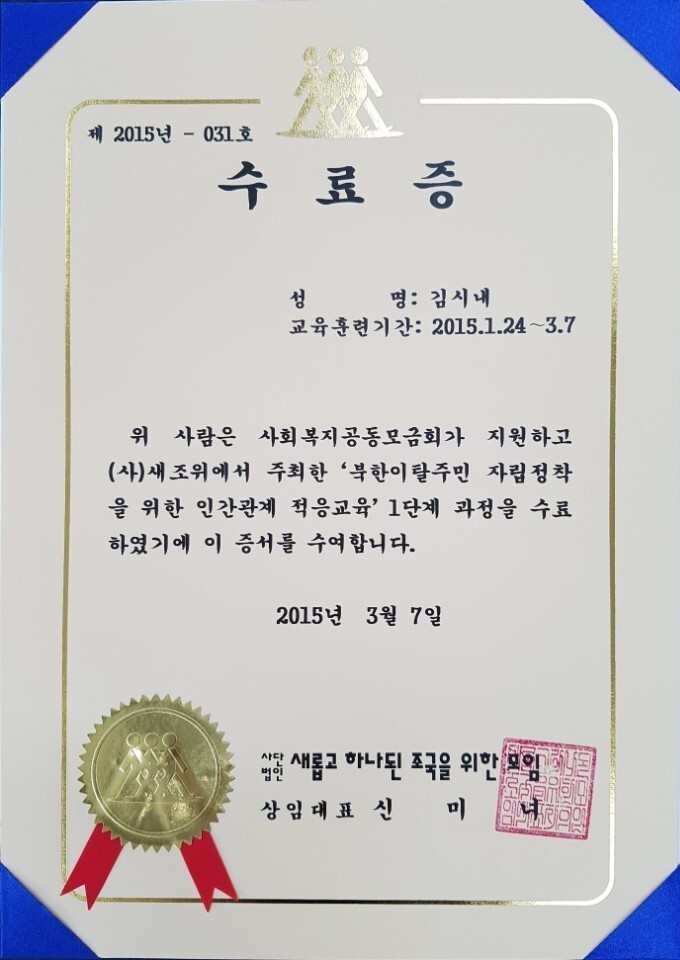 제 2015년 - 031호
수 료 증
성 명: 김시내
교육훈련기간: 2015.1.24~3.7
위 사람은 사회복지공동모금회가 지원하고
(사)새조위에서 주최한 '북한이탈주민 자립정착
을 위한 인간관계 적응교육' 1단계 과정을 수료
하였기에 이 증서를 수여합니다.
2015년 3월 7일
사단법인 새롭고 하나된 조국을 위한 모임
상임대표 신 미 녀